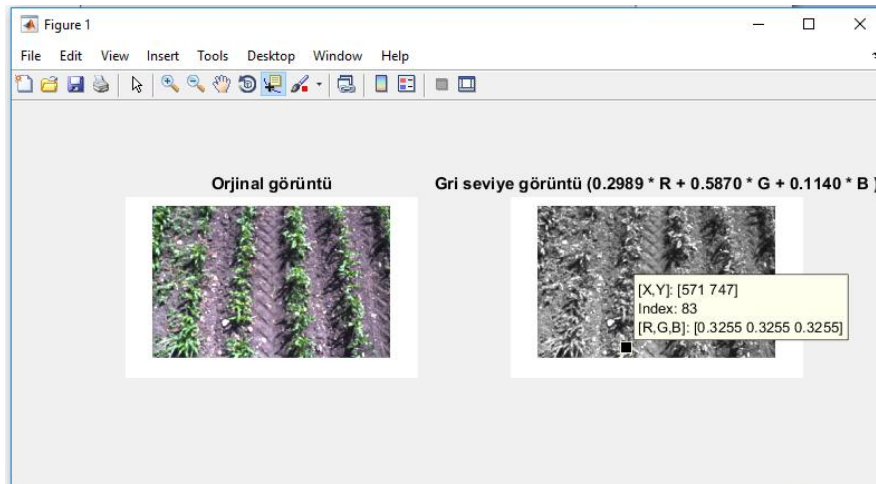 Figure 1
File Edit View Insert Tools Desktop Window Help
Orjinal görüntü
Gri seviye görüntü (0.2989 * R + 0.5870 * G + 0.1140 * B )
[X,Y]: [571 747]
Index: 83
[R,G,B]: [0.3255 0.3255 0.3255]